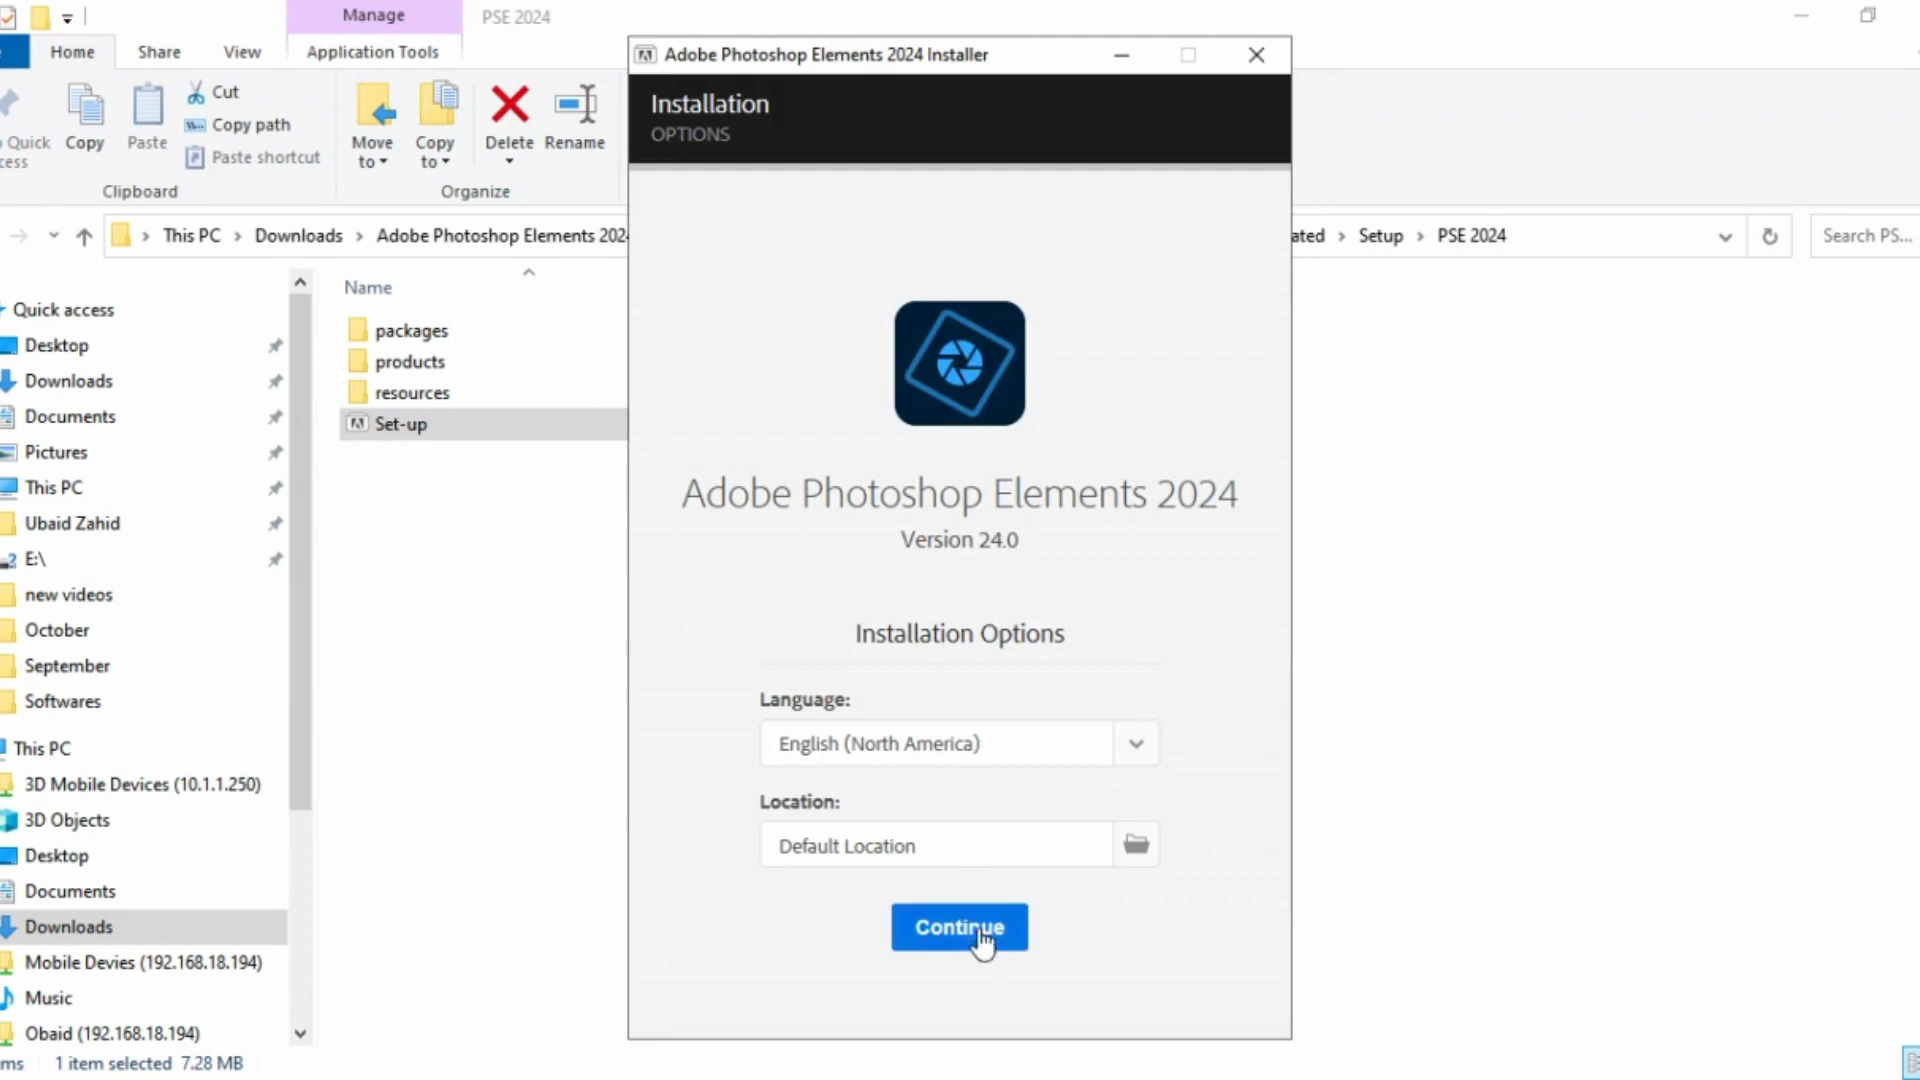 Manage
PSE 2024
Home
Share
View
Application Tools
Quick
Copy
Paste
Cut
Copy path
Paste shortcut
Move to
Copy to
Delete
Rename
Clipboard
Organize
This PC > Downloads > Adobe Photoshop Elements 2024
Setup > PSE 2024
Search PS...
Name
packages
products
resources
Set-up
Quick access
Desktop
Downloads
Documents
Pictures
This PC
Ubaid Zahid
E:\
new videos
October
September
Softwares
This PC
3D Mobile Devices (10.1.1.250)
3D Objects
Desktop
Documents
Downloads
Mobile Devies (192.168.18.194)
Music
Obaid (192.168.18.194)
1 item selected 7.28 MB
Adobe Photoshop Elements 2024 Installer
Installation
OPTIONS
Adobe Photoshop Elements 2024
Version 24.0
Installation Options
Language:
English (North America)
Location:
Default Location
Continue